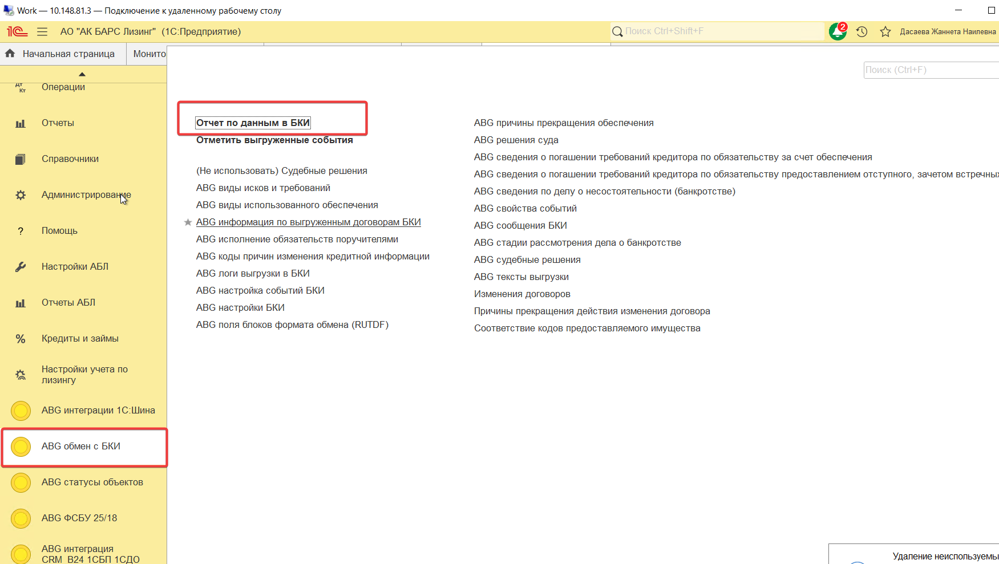 Work — 10.148.81.3 — Подключение к удаленному рабочему столу
1С
АО "АК БАРС Лизинг" (1С:Предприятие)
Поиск Ctrl+Shift+F
2
Дасаева Жаннета Наилевна
Начальная страница
Монито
Поиск (Ctrl+F)
Дт
Кт
Операции
Отчеты
Справочники
Администрирование
?
Помощь
Настройки АБЛ
Отчеты АБЛ
%
Кредиты и займы
Настройки учета по
лизингу
ABG интеграции 1С:Шина
ABG обмен с БКИ
ABG статусы объектов
ABG ФСБУ 25/18
ABG интеграция
CRM_B24 1СБП 1СДО
Отчет по данным в БКИ
Отметить выгруженные события
(Не использовать) Судебные решения
ABG виды исков и требований
ABG виды использованного обеспечения
ABG информация по выгруженным договорам БКИ
ABG исполнение обязательств поручителями
ABG коды причин изменения кредитной информации
ABG логи выгрузки в БКИ
ABG настройка событий БКИ
ABG настройки БКИ
ABG поля блоков формата обмена (RUTDF)
ABG причины прекращения обеспечения
ABG решения суда
ABG сведения о погашении требований кредитора по обязательству за счет обеспечения
ABG сведения о погашении требований кредитора по обязательству предоставлением отступного, зачетом встречных
ABG сведения по делу о несостоятельности (банкротстве)
ABG свойства событий
ABG сообщения БКИ
ABG стадии рассмотрения дела о банкротстве
ABG судебные решения
ABG тексты выгрузки
Изменения договоров
Причины прекращения действия изменения договора
Соответствие кодов предоставляемого имущества
Удаление неиспользуемы